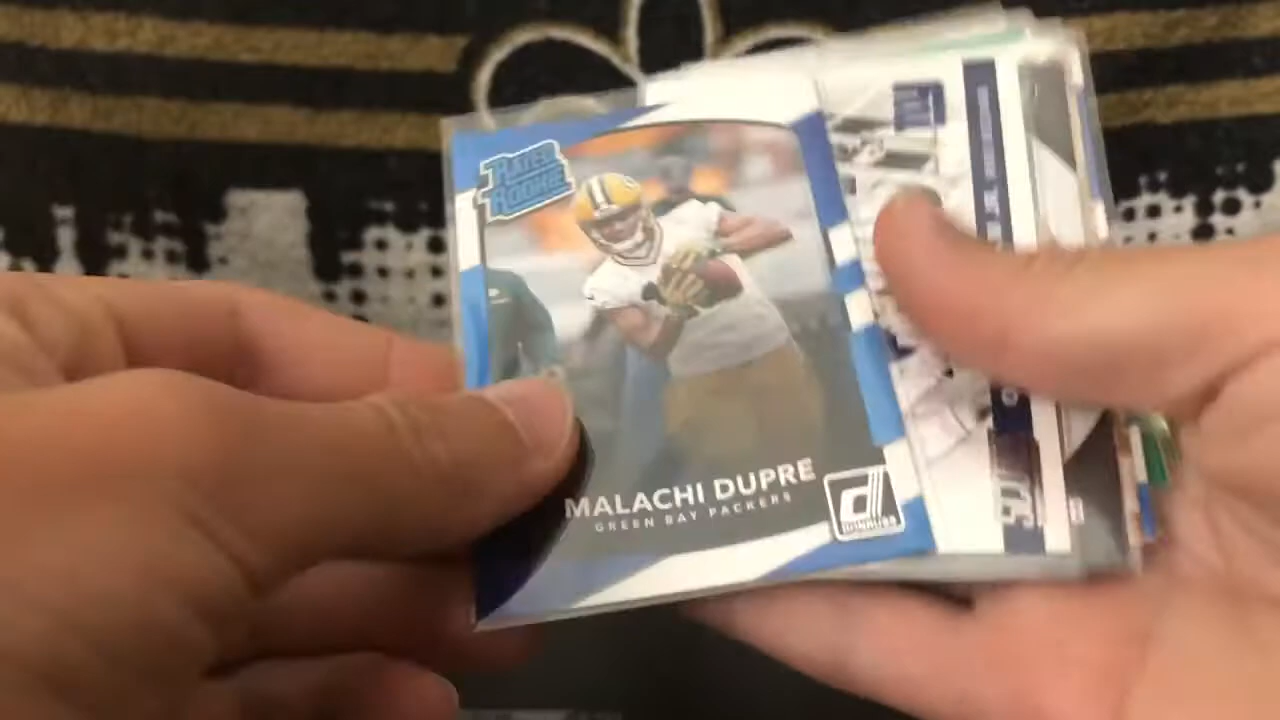 RATED
ROOKIE
MALACHI DUPRE
GREEN BAY PACKERS
DONRUSS